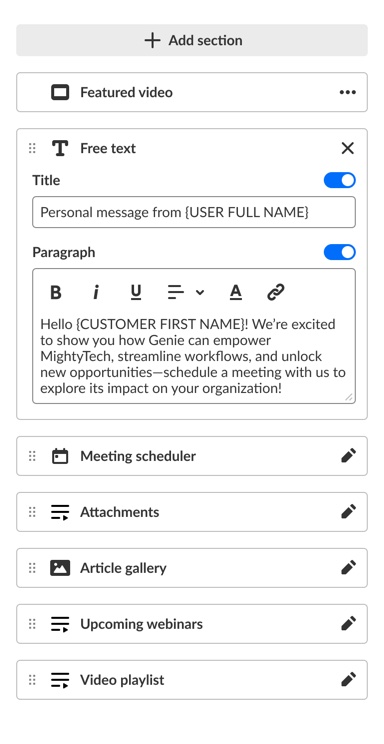 Add section
Featured video
Free text
Title
Personal message from {USER FULL NAME}
Paragraph
B i U A
Hello {CUSTOMER FIRST NAME}! We’re excited
to show you how Genie can empower
MightyTech, streamline workflows, and unlock
new opportunities—schedule a meeting with us to
explore its impact on your organization!
Meeting scheduler
Attachments
Article gallery
Upcoming webinars
Video playlist